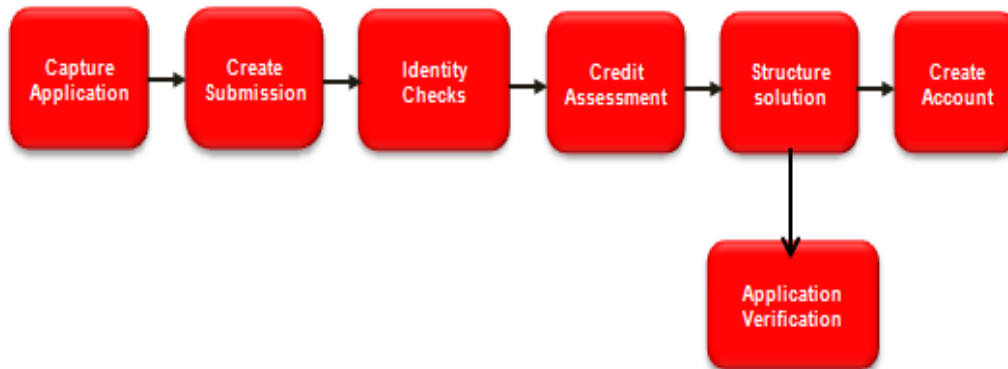 Capture
Application
Create
Submission
Identity
Checks
Credit
Assessment
Structure
solution
Create
Account
Application
Verification